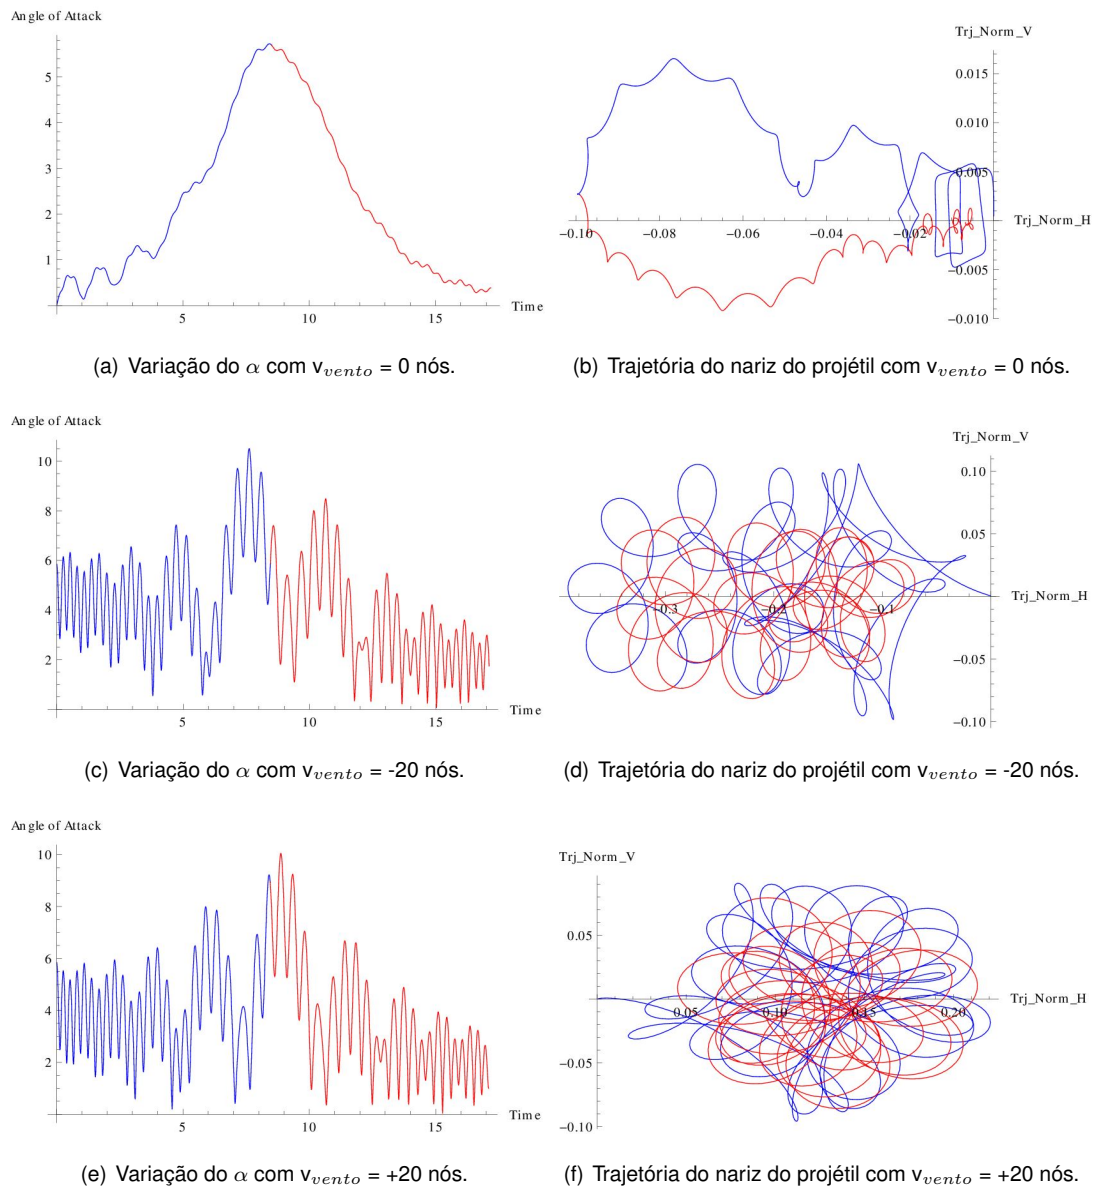 Angle of Attack
5
4
3
2
1
5
10
15
Time
Trj_Norm_V
0.015
0.010
0.005
-0.10
-0.08
-0.06
-0.04
-0.02
Trj_Norm_H
-0.005
-0.010
(a) Variação do α com v_vento = 0 nós.
(b) Trajetória do nariz do projétil com v_vento = 0 nós.
Angle of Attack
10
8
6
4
2
5
10
15
Time
Trj_Norm_V
0.10
0.05
-0.3
-0.2
-0.1
Trj_Norm_H
-0.05
-0.10
(c) Variação do α com v_vento = -20 nós.
(d) Trajetória do nariz do projétil com v_vento = -20 nós.
Angle of Attack
10
8
6
4
2
5
10
15
Time
Trj_Norm_V
0.05
0.05
0.10
0.15
0.20
Trj_Norm_H
-0.05
-0.10
(e) Variação do α com v_vento = +20 nós.
(f) Trajetória do nariz do projétil com v_vento = +20 nós.